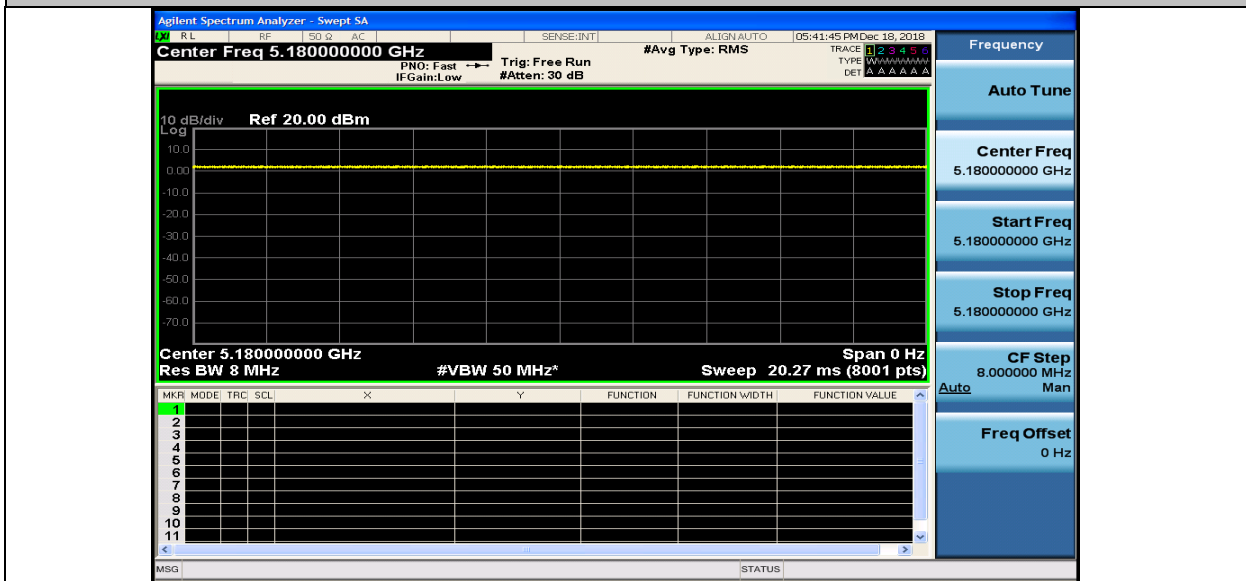 Agilent Spectrum Analyzer - Swept SA
LXI RL RF 50 Ω AC SENSE:INT ALIGN AUTO 05:41:45 PM Dec 18, 2018
Center Freq 5.180000000 GHz
PNO: Fast
IFGain:Low
Trig: Free Run
#Atten: 30 dB
#Avg Type: RMS
TRACE 1 2 3 4 5 6
TYPE W
DET A A A A A A
10 dB/div Ref 20.00 dBm
Log
10.0
0.00
-10.0
-20.0
-30.0
-40.0
-50.0
-60.0
-70.0
Center 5.180000000 GHz Span 0 Hz
Res BW 8 MHz #VBW 50 MHz* Sweep 20.27 ms (8001 pts)
MKR MODE TRC SCL X Y FUNCTION FUNCTION WIDTH FUNCTION VALUE
1
2
3
4
5
6
7
8
9
10
11
MSG STATUS
Frequency
Auto Tune
Center Freq
5.180000000 GHz
Start Freq
5.180000000 GHz
Stop Freq
5.180000000 GHz
CF Step
8.000000 MHz
Auto Man
Freq Offset
0 Hz